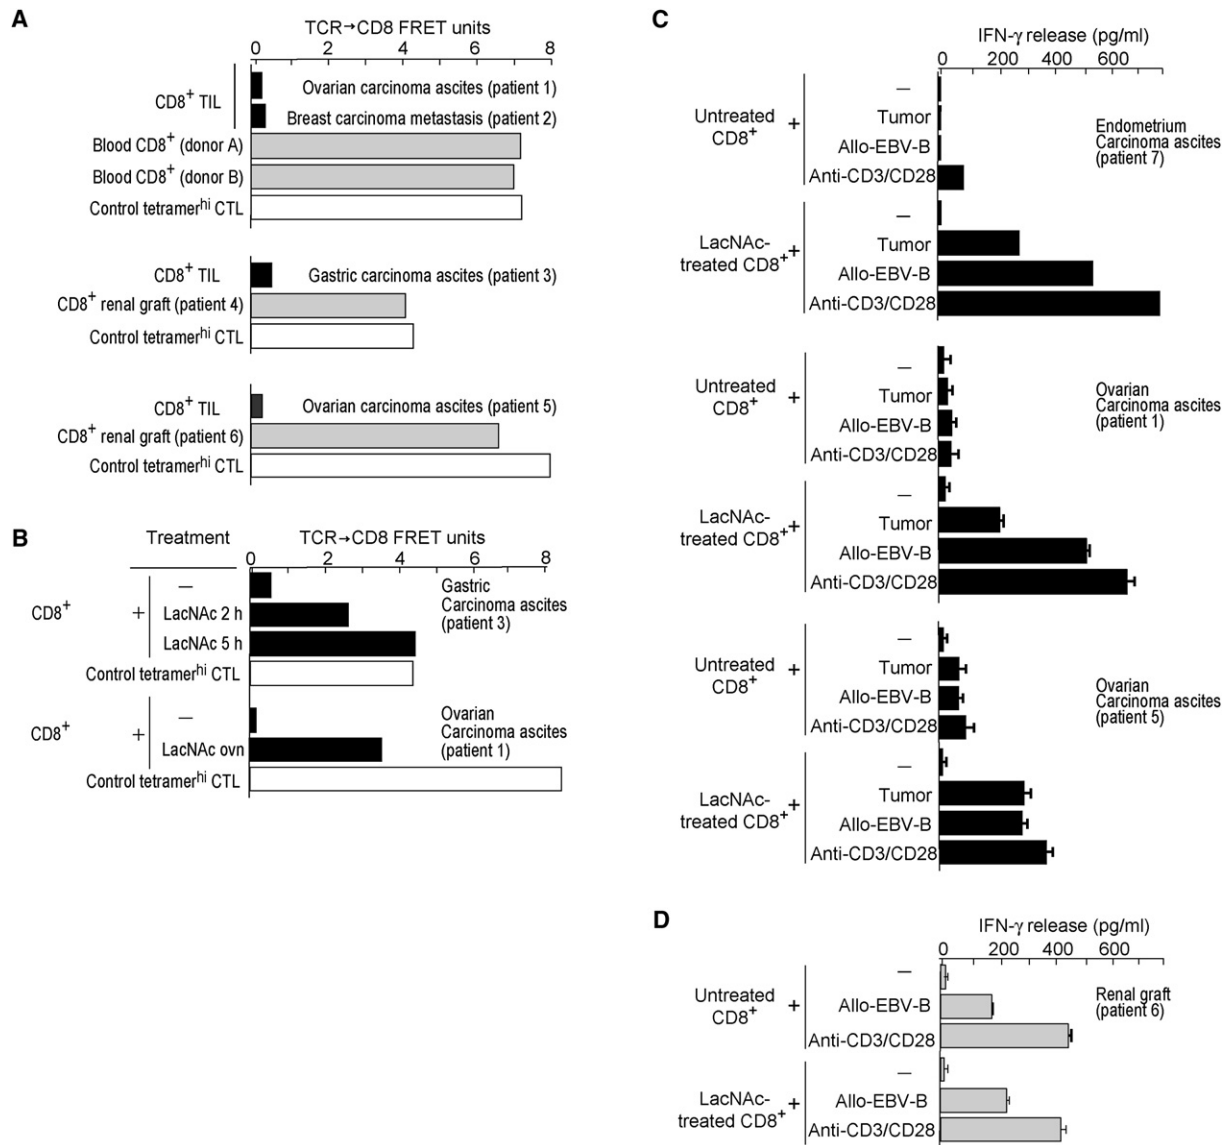 A
TCR→CD8 FRET units
0 2 4 6 8
CD8+ TIL
Ovarian carcinoma ascites (patient 1)
Breast carcinoma metastasis (patient 2)
Blood CD8+ (donor A)
Blood CD8+ (donor B)
Control tetramerhi CTL
CD8+ TIL
Gastric carcinoma ascites (patient 3)
CD8+ renal graft (patient 4)
Control tetramerhi CTL
CD8+ TIL
Ovarian carcinoma ascites (patient 5)
CD8+ renal graft (patient 6)
Control tetramerhi CTL
B
Treatment
TCR→CD8 FRET units
0 2 4 6 8
CD8+ +
–
LacNAc 2 h
LacNAc 5 h
Gastric
Carcinoma ascites
(patient 3)
Control tetramerhi CTL
CD8+ +
–
LacNAc ovn
Ovarian
Carcinoma ascites
(patient 1)
Control tetramerhi CTL
C
IFN-γ release (pg/ml)
0 200 400 600
Untreated
CD8+ +
–
Tumor
Allo-EBV-B
Anti-CD3/CD28
Endometrium
Carcinoma ascites
(patient 7)
LacNAc-
treated CD8+ +
–
Tumor
Allo-EBV-B
Anti-CD3/CD28
Untreated
CD8+ +
–
Tumor
Allo-EBV-B
Anti-CD3/CD28
Ovarian
Carcinoma ascites
(patient 1)
LacNAc-
treated CD8+ +
–
Tumor
Allo-EBV-B
Anti-CD3/CD28
Untreated
CD8+ +
–
Tumor
Allo-EBV-B
Anti-CD3/CD28
Ovarian
Carcinoma ascites
(patient 5)
LacNAc-
treated CD8+ +
–
Tumor
Allo-EBV-B
Anti-CD3/CD28
D
IFN-γ release (pg/ml)
0 200 400 600
Untreated
CD8+ +
–
Allo-EBV-B
Anti-CD3/CD28
Renal graft
(patient 6)
LacNAc-
treated CD8+ +
–
Allo-EBV-B
Anti-CD3/CD28